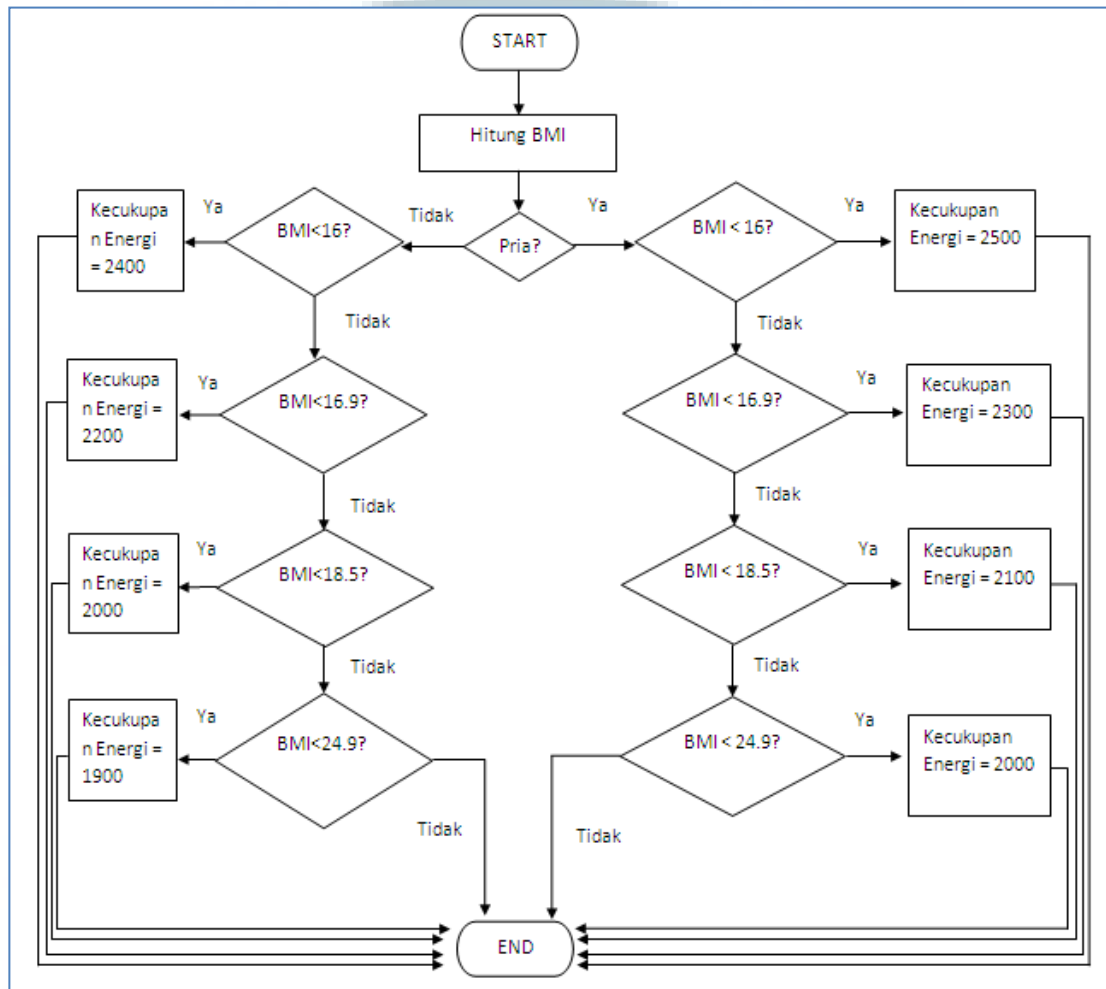 START
Hitung BMI
Pria?
Tidak
Ya
BMI<16?
Ya
Kecukupa
n Energi
= 2400
Tidak
BMI<16.9?
Ya
Kecukupa
n Energi =
2200
Tidak
BMI<18.5?
Ya
Kecukupa
n Energi =
2000
Tidak
BMI<24.9?
Ya
Kecukupa
n Energi =
1900
Tidak
BMI < 16?
Ya
Kecukupan
Energi = 2500
Tidak
BMI < 16.9?
Ya
Kecukupan
Energi = 2300
Tidak
BMI < 18.5?
Ya
Kecukupan
Energi = 2100
Tidak
BMI < 24.9?
Ya
Kecukupan
Energi = 2000
Tidak
END